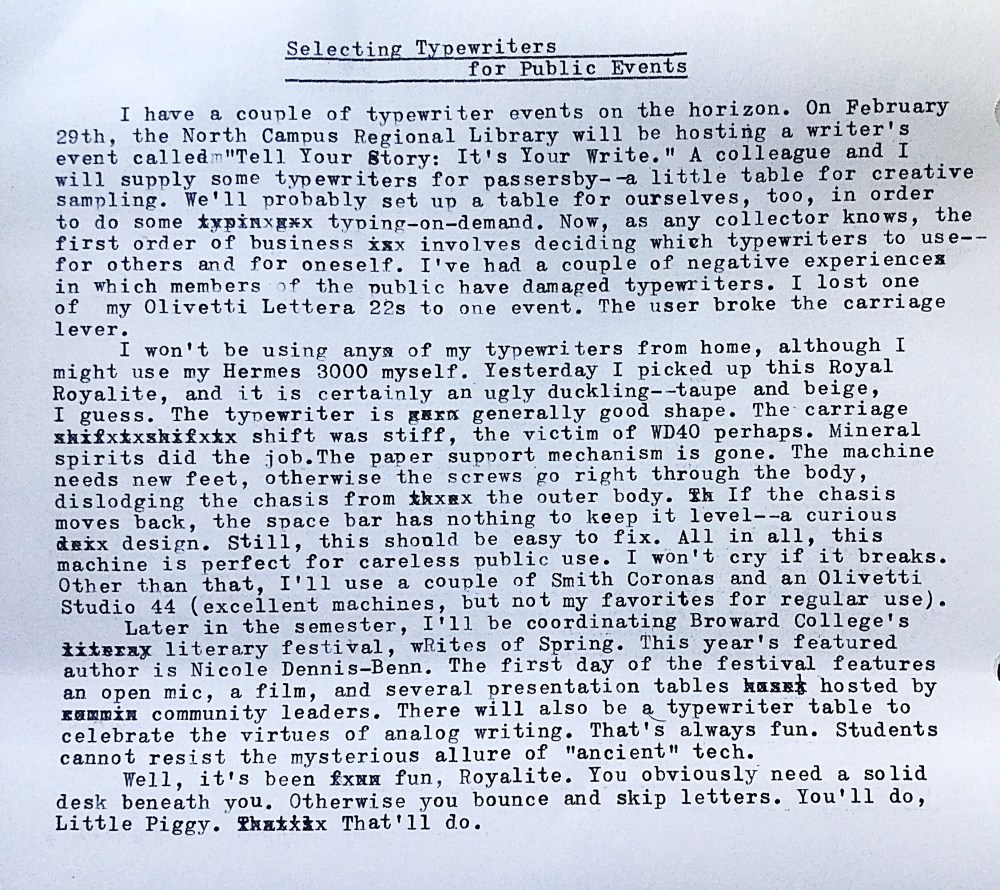 Selecting Typewriters
for Public Events
I have a couple of typewriter events on the horizon. On February
29th, the North Campus Regional Library will be hosting a writer's
event called "Tell Your Story: It's Your Write." A colleague and I
will supply some typewriters for passersby--a little table for creative
sampling. We'll probably set up a table for ourselves, too, in order
to do some typing-on-demand. Now, as any collector knows, the
first order of business involves deciding which typewriters to use--
for others and for oneself. I've had a couple of negative experiences
in which members of the public have damaged typewriters. I lost one
of my Olivetti Lettera 22s to one event. The user broke the carriage
lever.
I won't be using any of my typewriters from home, although I
might use my Hermes 3000 myself. Yesterday I picked up this Royal
Royalite, and it is certainly an ugly duckling--taupe and beige,
I guess. The typewriter is generally good shape. The carriage
shift was stiff, the victim of WD40 perhaps. Mineral
spirits did the job.The paper support mechanism is gone. The machine
needs new feet, otherwise the screws go right through the body,
dislodging the chasis from the outer body. If the chasis
moves back, the space bar has nothing to keep it level--a curious
design. Still, this should be easy to fix. All in all, this
machine is perfect for careless public use. I won't cry if it breaks.
Other than that, I'll use a couple of Smith Coronas and an Olivetti
Studio 44 (excellent machines, but not my favorites for regular use).
Later in the semester, I'll be coordinating Broward College's
literary festival, wRites of Spring. This year's featured
author is Nicole Dennis-Benn. The first day of the festival features
an open mic, a film, and several presentation tables hosted by
community leaders. There will also be a typewriter table to
celebrate the virtues of analog writing. That's always fun. Students
cannot resist the mysterious allure of "ancient" tech.
Well, it's been fun, Royalite. You obviously need a solid
desk beneath you. Otherwise you bounce and skip letters. You'll do,
Little Piggy. That'll do.